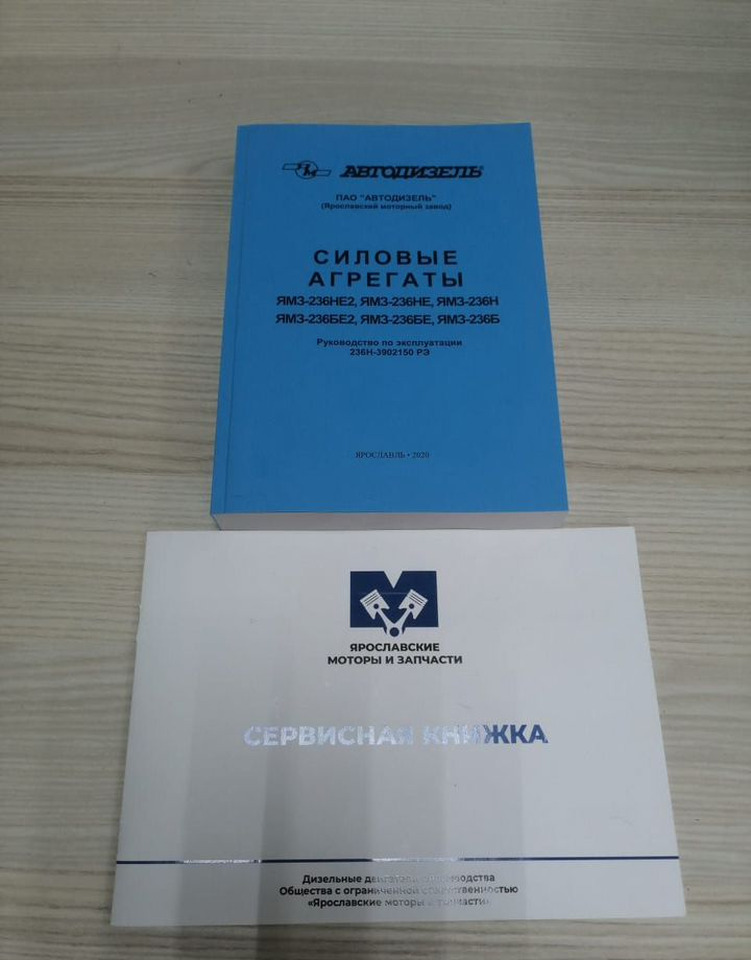 ЯМ АВТОДИЗЕЛЬ
ПАО "АВТОДИЗЕЛЬ"
(Ярославский моторный завод)
СИЛОВЫЕ
АГРЕГАТЫ
ЯМЗ-236НЕ2, ЯМЗ-236НЕ, ЯМЗ-236Н
ЯМЗ-236БЕ2, ЯМЗ-236БЕ, ЯМЗ-236Б
Руководство по эксплуатации
236Н-3902150 РЭ
ЯРОСЛАВЛЬ • 2020
ЯРОСЛАВСКИЕ
МОТОРЫ И ЗАПЧАСТИ
СЕРВИСНАЯ КНИЖКА
Дизельные двигатели производства
Общества с ограниченной ответственностью
«Ярославские моторы и запчасти»